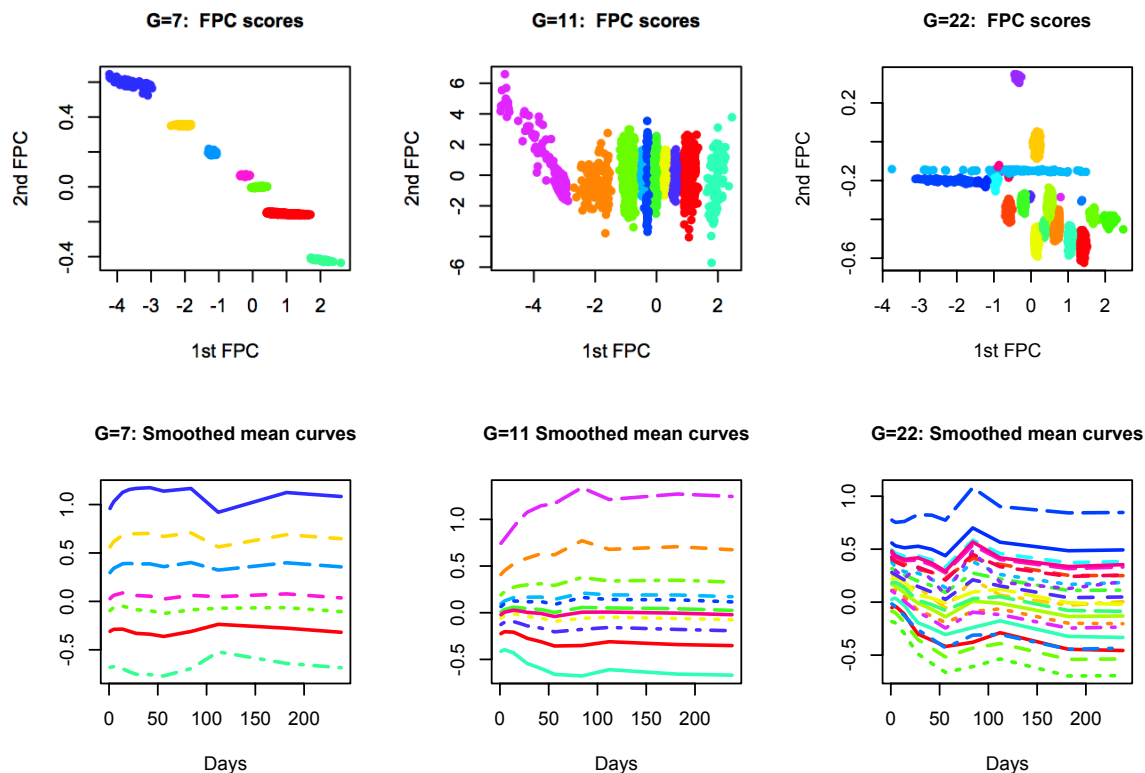 G=7:  FPC scores
G=11:  FPC scores
G=22:  FPC scores
2nd FPC
0.4
0.0
-0.4
-4 -3 -2 -1 0 1 2
1st FPC
2nd FPC
6
4
2
0
-2
-6
-4 -2 0 2
1st FPC
2nd FPC
0.2
-0.2
-0.6
-4 -3 -2 -1 0 1 2
1st FPC
G=7: Smoothed mean curves
G=11 Smoothed mean curves
G=22: Smoothed mean curves
1.0
0.5
0.0
-0.5
0 50 100 150 200
Days
1.0
0.5
0.0
-0.5
0 50 100 150 200
Days
1.0
0.5
0.0
-0.5
0 50 100 150 200
Days